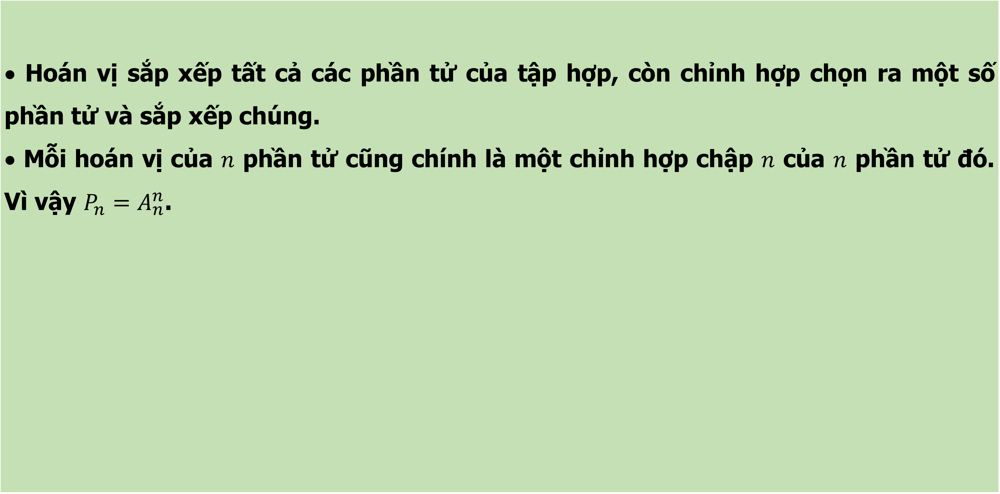 • Hoán vị sắp xếp tất cả các phần tử của tập hợp, còn chỉnh hợp chọn ra một số
phần tử và sắp xếp chúng.
• Mỗi hoán vị của n phần tử cũng chính là một chỉnh hợp chập n của n phần tử đó.
Vì vậy $P_n = A_n^n$.